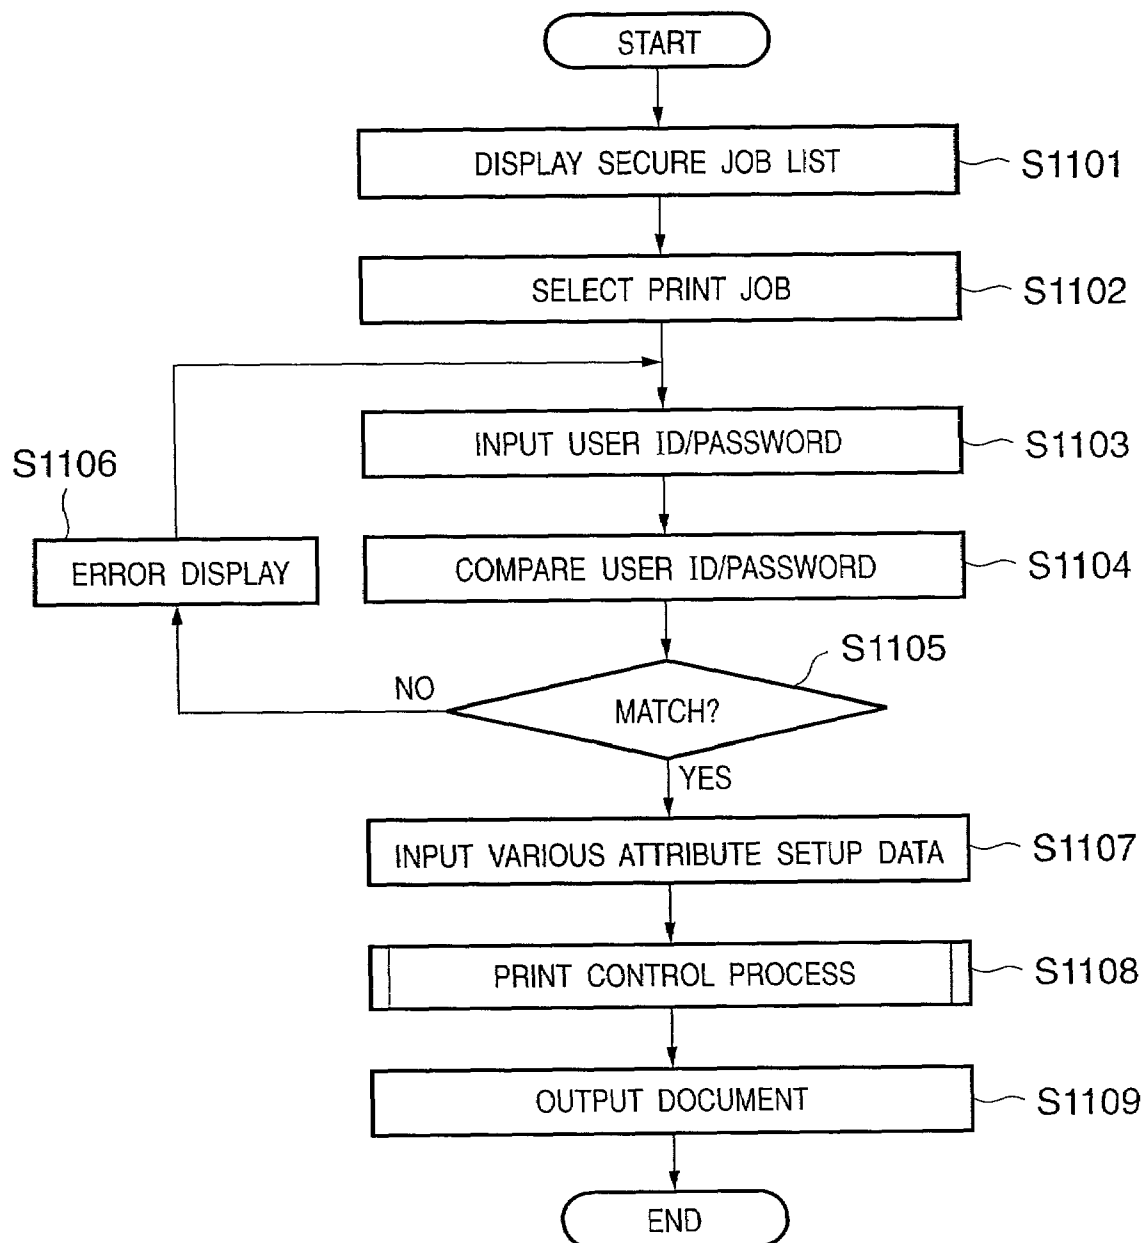 START
DISPLAY SECURE JOB LIST
S1101
SELECT PRINT JOB
S1102
INPUT USER ID/PASSWORD
S1103
S1106
ERROR DISPLAY
COMPARE USER ID/PASSWORD
S1104
S1105
NO
MATCH?
YES
INPUT VARIOUS ATTRIBUTE SETUP DATA
S1107
PRINT CONTROL PROCESS
S1108
OUTPUT DOCUMENT
S1109
END